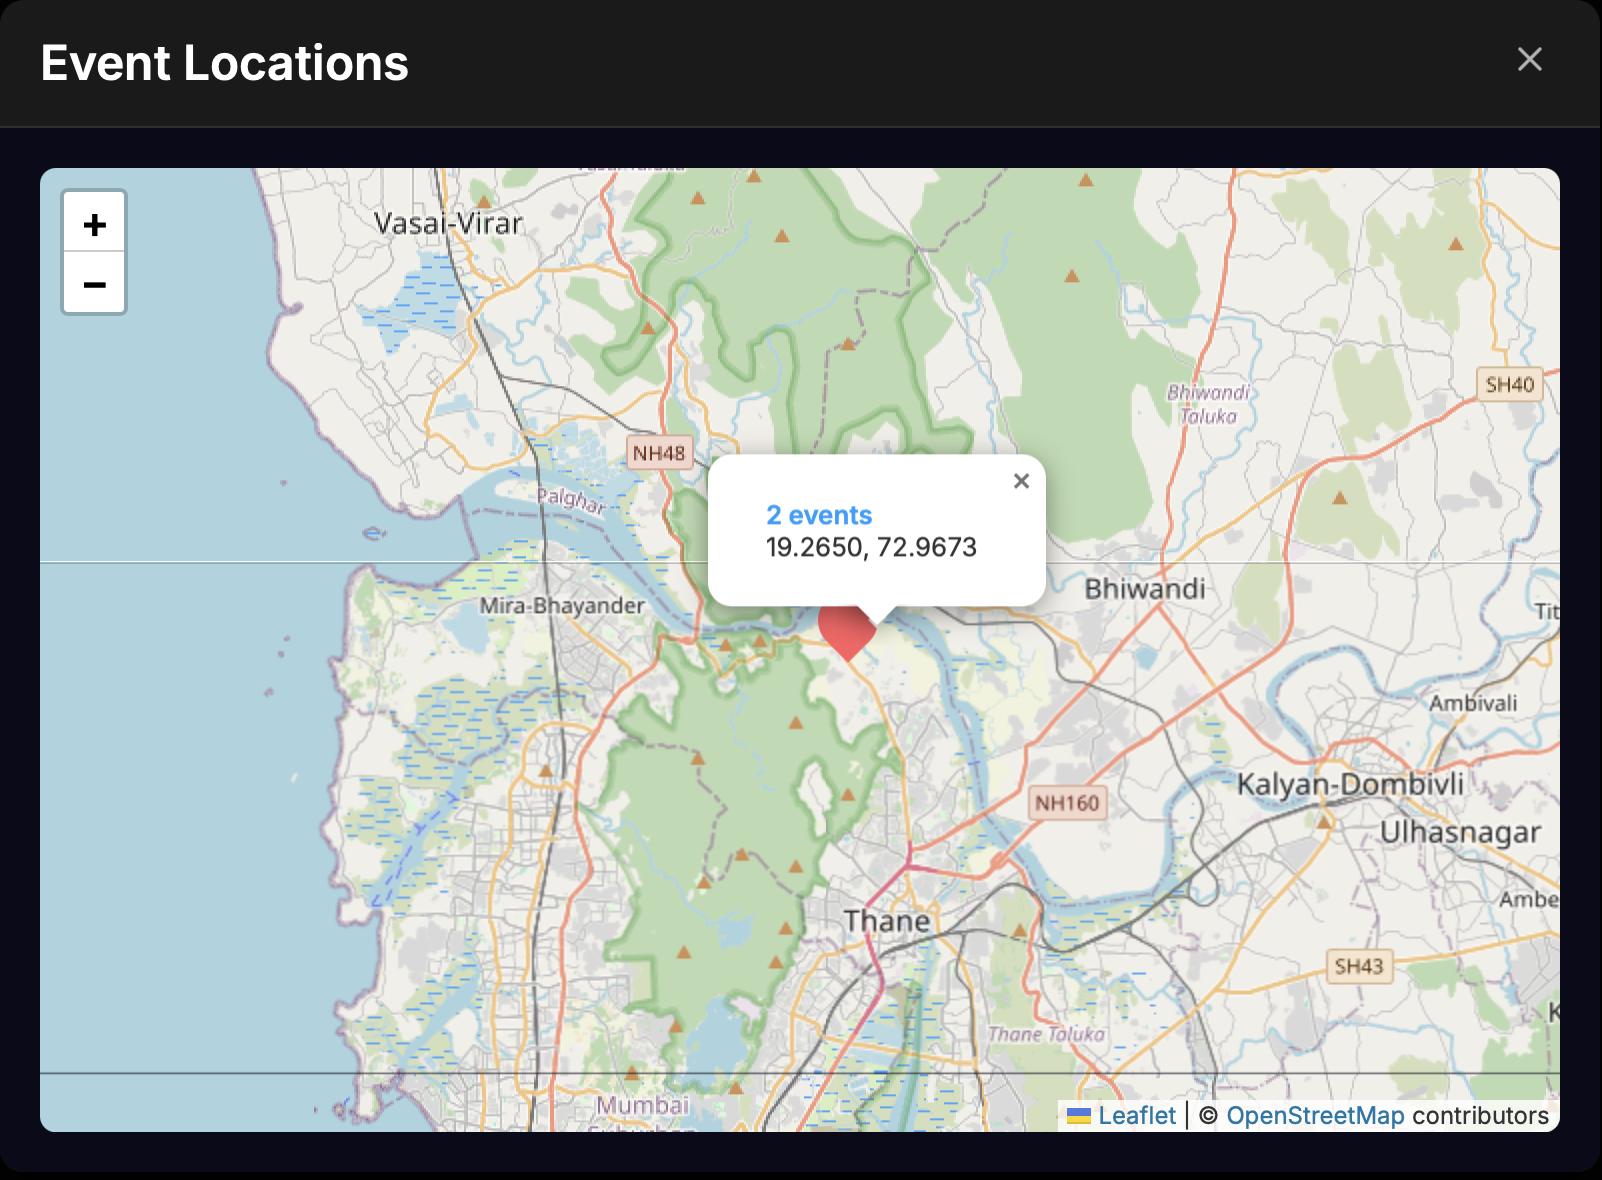 Event Locations
+
−
Vasai-Virar
SH40
Bhiwandi
Taluka
NH48
Palghar
2 events
19.2650, 72.9673
Bhiwandi
Mira-Bhayander
Tit
Ambivali
Kalyan-Dombivli
NH160
Ulhasnagar
Ambe
Thane
SH43
K
Thane Taluka
Mumbai
Leaflet | © OpenStreetMap contributors